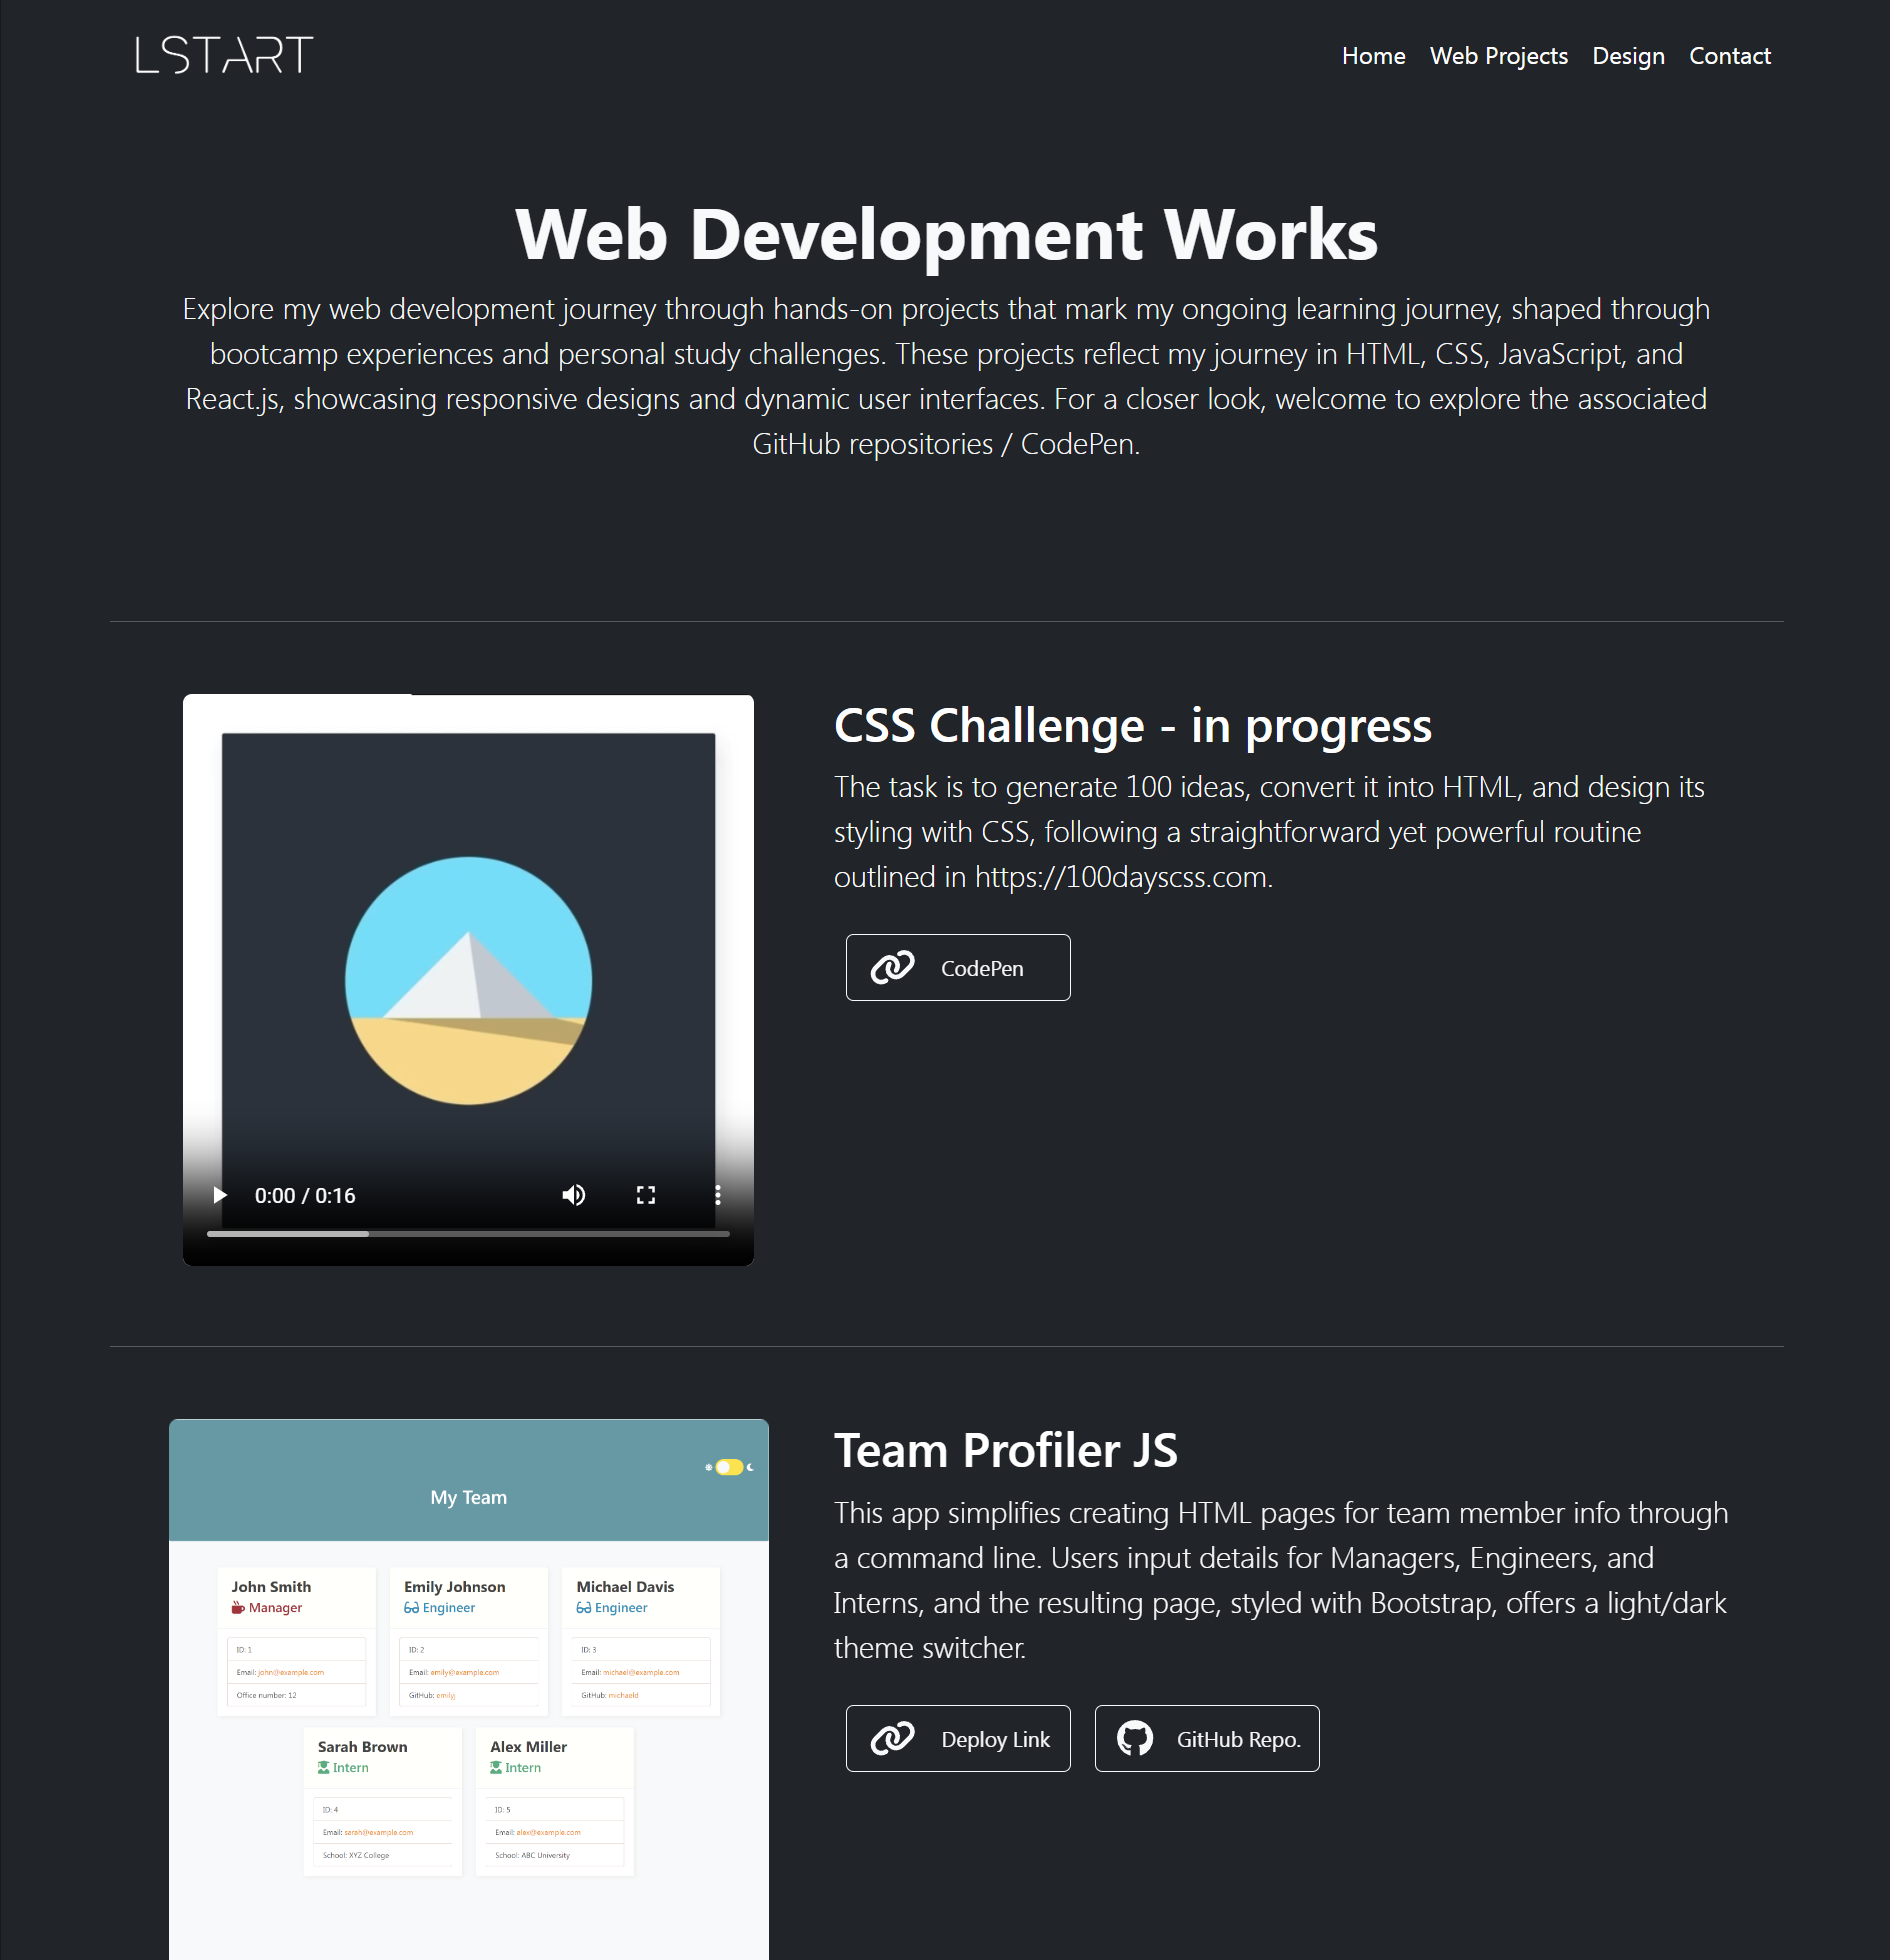 LSTART
Home Web Projects Design Contact
Web Development Works
Explore my web development journey through hands-on projects that mark my ongoing learning journey, shaped through
bootcamp experiences and personal study challenges. These projects reflect my journey in HTML, CSS, JavaScript, and
React.js, showcasing responsive designs and dynamic user interfaces. For a closer look, welcome to explore the associated
GitHub repositories / CodePen.
CSS Challenge - in progress
The task is to generate 100 ideas, convert it into HTML, and design its
styling with CSS, following a straightforward yet powerful routine
outlined in https://100dayscss.com.
CodePen
0:00 / 0:16
Team Profiler JS
This app simplifies creating HTML pages for team member info through
a command line. Users input details for Managers, Engineers, and
Interns, and the resulting page, styled with Bootstrap, offers a light/dark
theme switcher.
Deploy Link
GitHub Repo.
My Team
John Smith
Manager
ID: 1
Email: john@example.com
Office number: 12
Emily Johnson
Engineer
ID: 2
Email: emily@example.com
GitHub: emilyj
Michael Davis
Engineer
ID: 3
Email: michael@example.com
GitHub: michaeld
Sarah Brown
Intern
ID: 4
Email: sarah@example.com
School: XYZ College
Alex Miller
Intern
ID: 5
Email: alex@example.com
School: ABC University